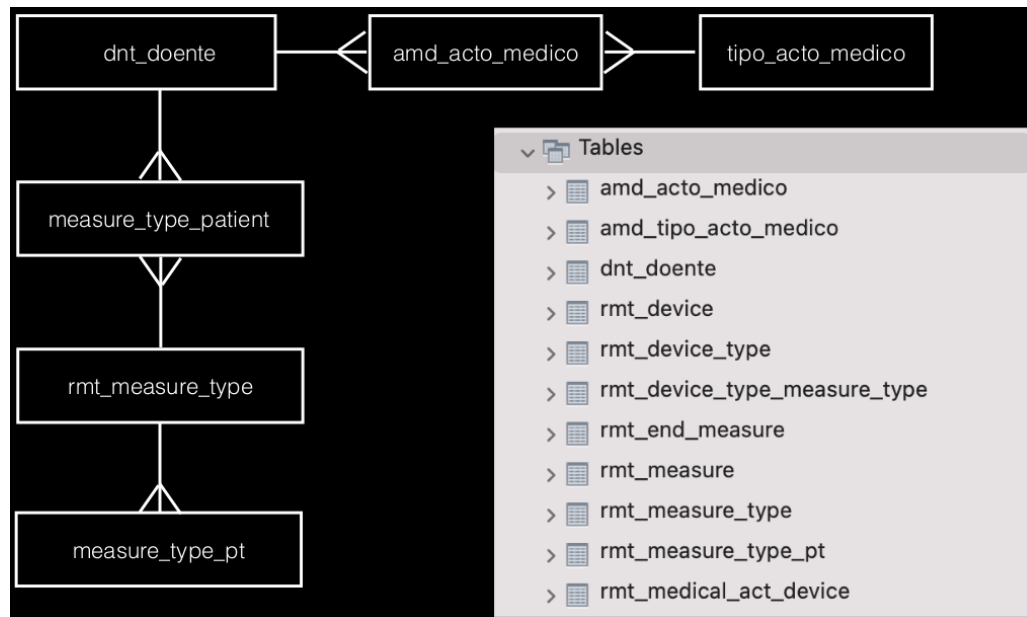 dnt_doente
amd_acto_medico
tipo_acto_medico
measure_type_patient
rmt_measure_type
measure_type_pt
Tables
amd_acto_medico
amd_tipo_acto_medico
dnt_doente
rmt_device
rmt_device_type
rmt_device_type_measure_type
rmt_end_measure
rmt_measure
rmt_measure_type
rmt_measure_type_pt
rmt_medical_act_device